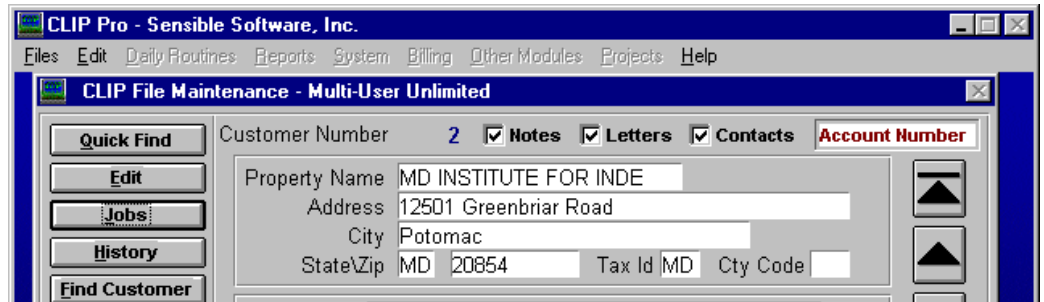 CLIP Pro - Sensible Software, Inc.
Files Edit Daily Routines Reports System Billing Other Modules Projects Help
CLIP File Maintenance - Multi-User Unlimited
Quick Find
Edit
Jobs
History
Find Customer
Customer Number 2 Notes Letters Contacts Account Number
Property Name MD INSTITUTE FOR INDE
Address 12501 Greenbriar Road
City Potomac
State\Zip MD 20854 Tax Id MD Cty Code